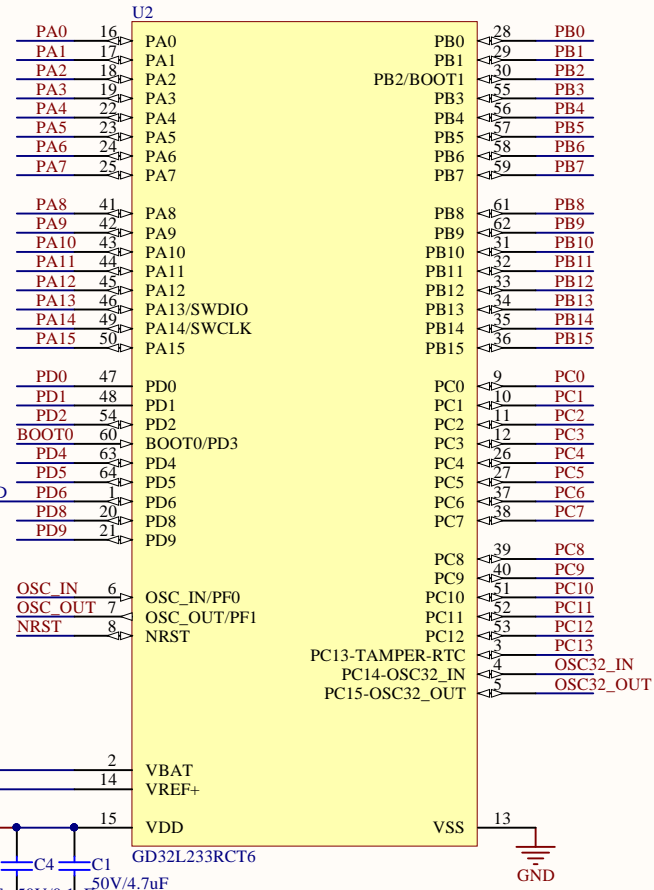 U2
PA0 16 PA0 PB0 28 PB0
PA1 17 PA1 PB1 29 PB1
PA2 18 PA2 PB2/BOOT1 30 PB2
PA3 19 PA3 PB3 55 PB3
PA4 22 PA4 PB4 56 PB4
PA5 23 PA5 PB5 57 PB5
PA6 24 PA6 PB6 58 PB6
PA7 25 PA7 PB7 59 PB7
PA8 41 PA8 PB8 61 PB8
PA9 42 PA9 PB9 62 PB9
PA10 43 PA10 PB10 31 PB10
PA11 44 PA11 PB11 32 PB11
PA12 45 PA12 PB12 33 PB12
PA13 46 PA13/SWDIO PB13 34 PB13
PA14 49 PA14/SWCLK PB14 35 PB14
PA15 50 PA15 PB15 36 PB15
PD0 47 PD0 PC0 9 PC0
PD1 48 PD1 PC1 10 PC1
PD2 54 PD2 PC2 11 PC2
BOOT0 60 BOOT0/PD3 PC3 12 PC3
PD4 63 PD4 PC4 26 PC4
PD5 64 PD5 PC5 27 PC5
PD6 1 PD6 PC6 37 PC6
PD8 20 PD8 PC7 38 PC7
PD9 21 PD9
PC8 39 PC8
PC9 40 PC9
OSC_IN 6 OSC_IN/PF0 PC10 51 PC10
OSC_OUT 7 OSC_OUT/PF1 PC11 52 PC11
NRST 8 NRST PC12 53 PC12
PC13-TAMPER-RTC 3 PC13
PC14-OSC32_IN 4 OSC32_IN
PC15-OSC32_OUT 5 OSC32_OUT
2 VBAT
14 VREF+
15 VDD VSS 13
GD32L233RCT6
C4 C1 GND
50V/4.7uF